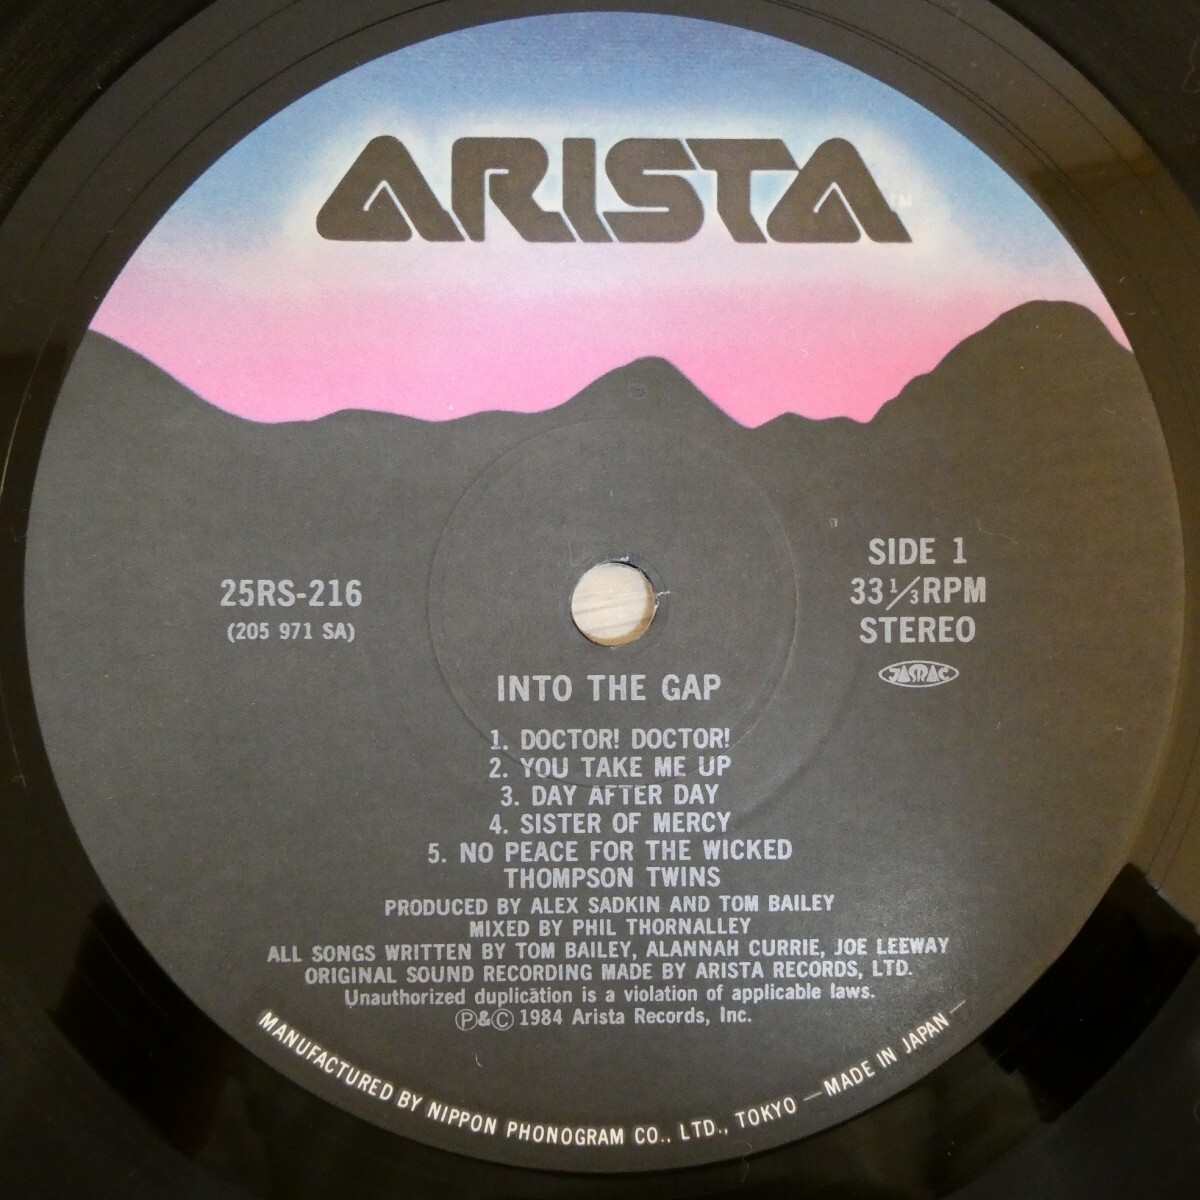 ARISTA™
25RS-216
(205 971 SA)
SIDE 1
33 1/3 RPM
STEREO
JASRAC
INTO THE GAP
1. DOCTOR! DOCTOR!
2. YOU TAKE ME UP
3. DAY AFTER DAY
4. SISTER OF MERCY
5. NO PEACE FOR THE WICKED
THOMPSON TWINS
PRODUCED BY ALEX SADKIN AND TOM BAILEY
MIXED BY PHIL THORNALLEY
ALL SONGS WRITTEN BY TOM BAILEY, ALANNAH CURRIE, JOE LEEWAY
ORIGINAL SOUND RECORDING MADE BY ARISTA RECORDS, LTD.
Unauthorized duplication is a violation of applicable laws.
Ⓟ&Ⓒ 1984 Arista Records, Inc.
MANUFACTURED BY NIPPON PHONOGRAM CO., LTD., TOKYO —MADE IN JAPAN—